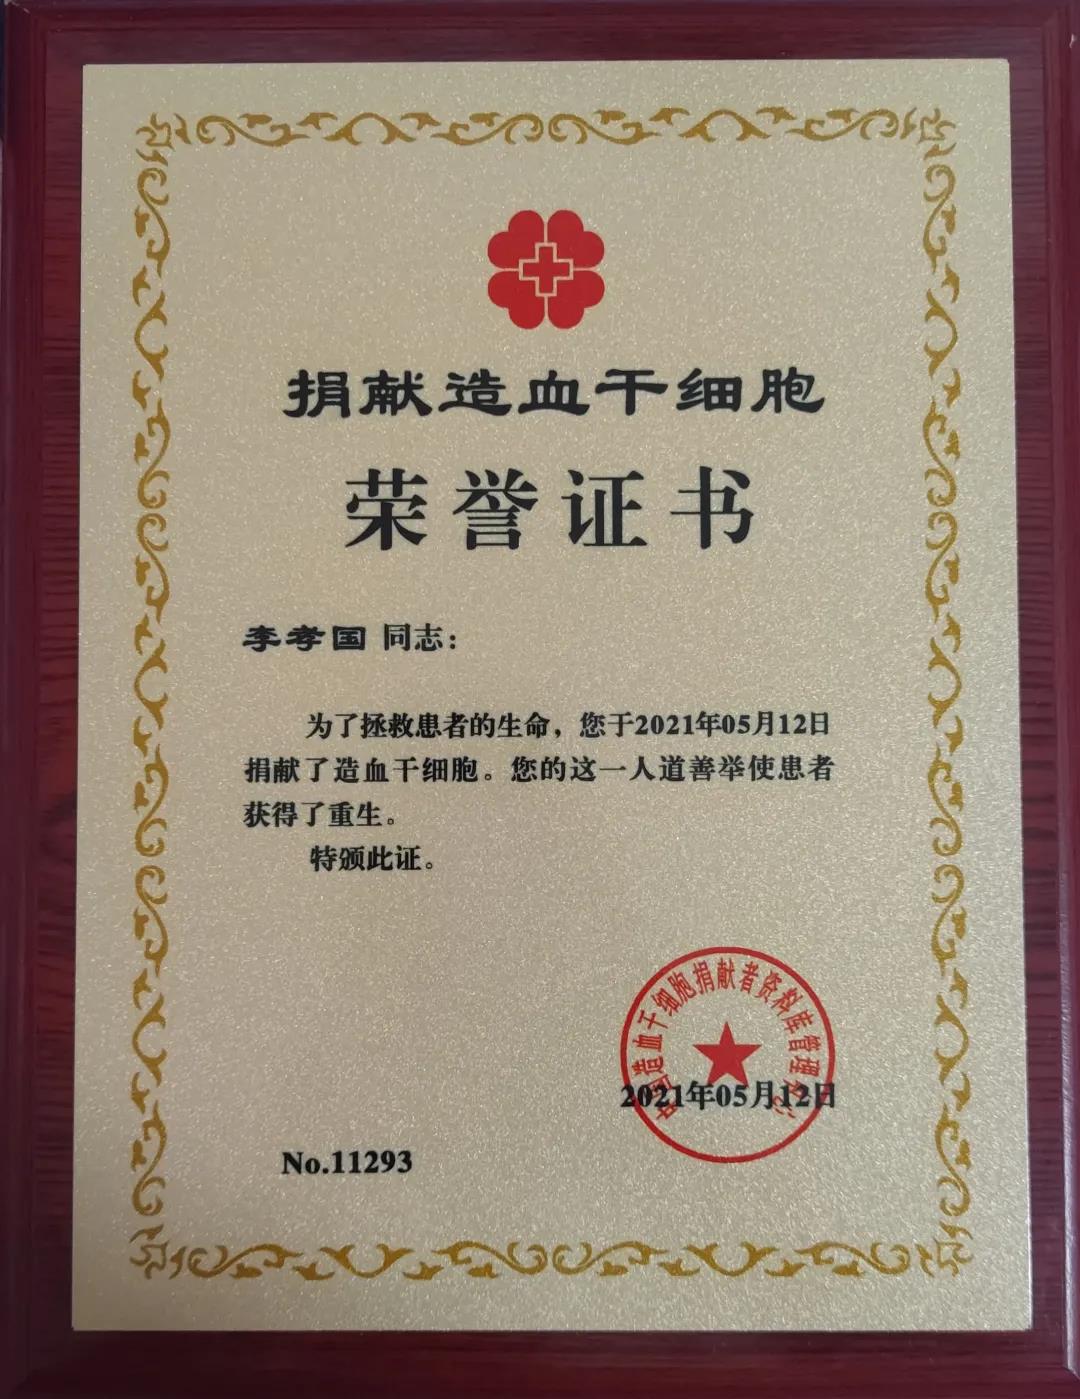 捐献造血干细胞
荣誉证书
李孝国 同志：
为了拯救患者的生命，您于2021年05月12日
捐献了造血干细胞。您的这一人道善举使患者
获得了重生。
特颁此证。
中国造血干细胞捐献者资料库管理中心
2021年05月12日
No.11293